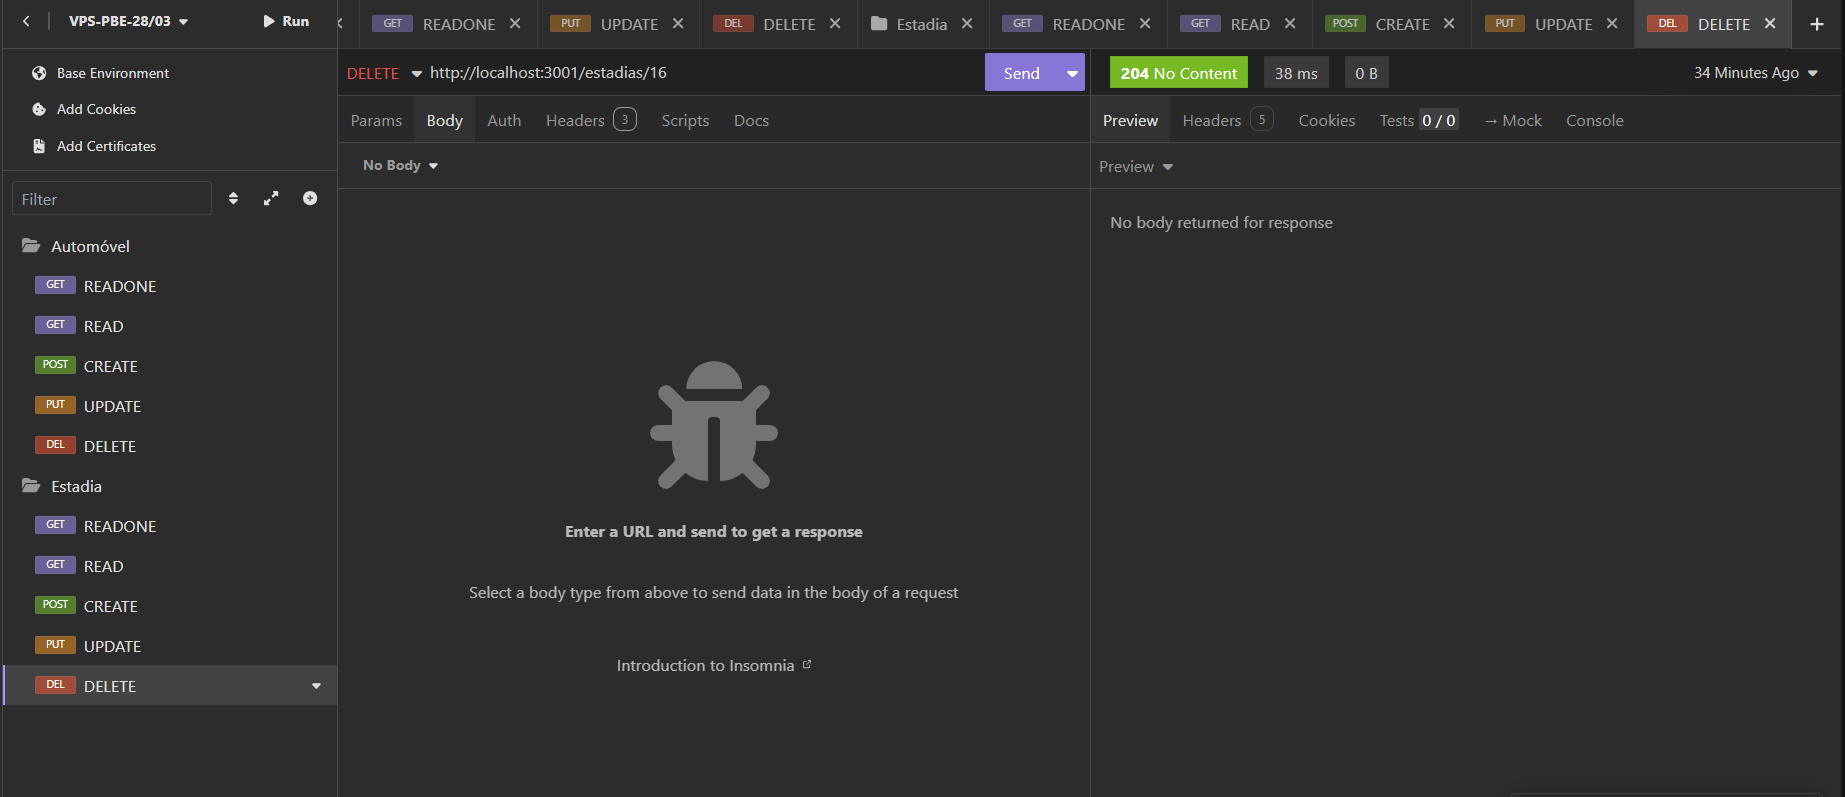 VPS-PBE-28/03 Run
GET READONE PUT UPDATE DEL DELETE Estadia GET READONE GET READ POST CREATE PUT UPDATE DEL DELETE
Base Environment
Add Cookies
Add Certificates
Filter
Automóvel
GET READONE
GET READ
POST CREATE
PUT UPDATE
DEL DELETE
Estadia
GET READONE
GET READ
POST CREATE
PUT UPDATE
DEL DELETE
DELETE http://localhost:3001/estadias/16 Send
Params Body Auth Headers 3 Scripts Docs
No Body
Enter a URL and send to get a response
Select a body type from above to send data in the body of a request
Introduction to Insomnia
204 No Content 38 ms 0 B 34 Minutes Ago
Preview Headers 5 Cookies Tests 0 / 0 → Mock Console
Preview
No body returned for response